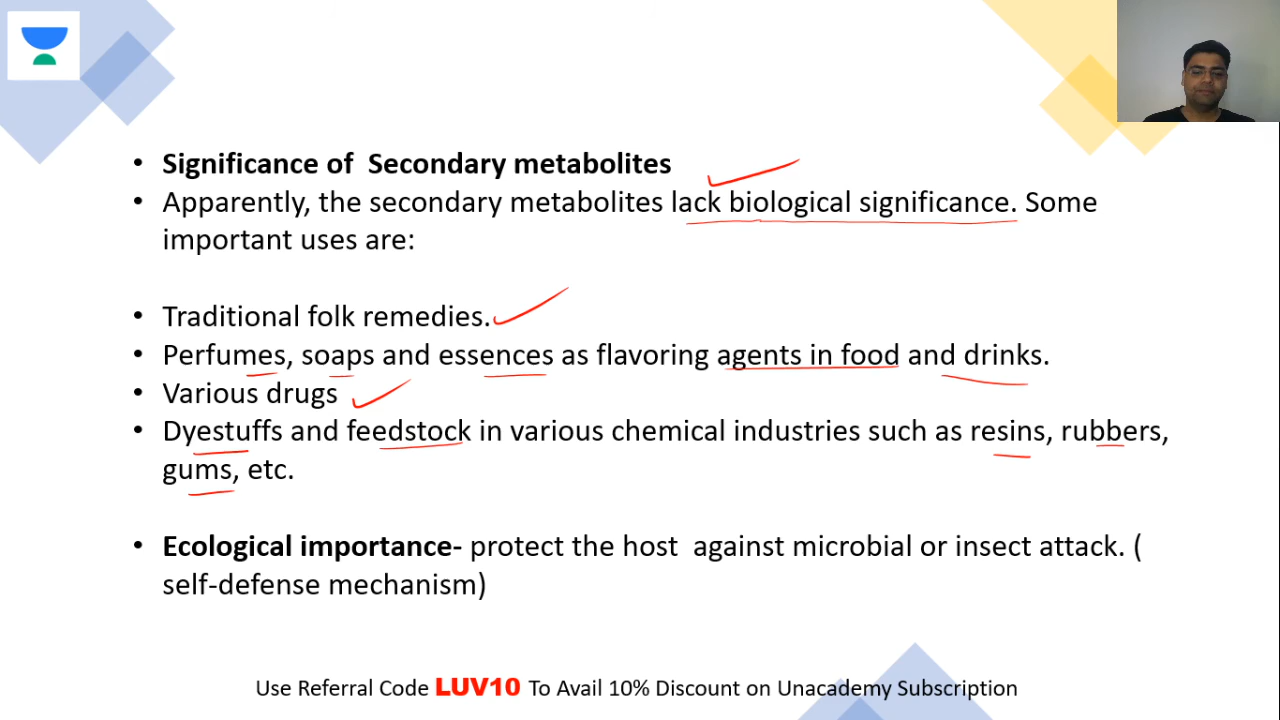 • Significance of Secondary metabolites
• Apparently, the secondary metabolites lack biological significance. Some
important uses are:
• Traditional folk remedies.
• Perfumes, soaps and essences as flavoring agents in food and drinks.
• Various drugs
• Dyestuffs and feedstock in various chemical industries such as resins, rubbers,
gums, etc.
• Ecological importance- protect the host against microbial or insect attack. (
self-defense mechanism)
Use Referral Code LUV10 To Avail 10% Discount on Unacademy Subscription